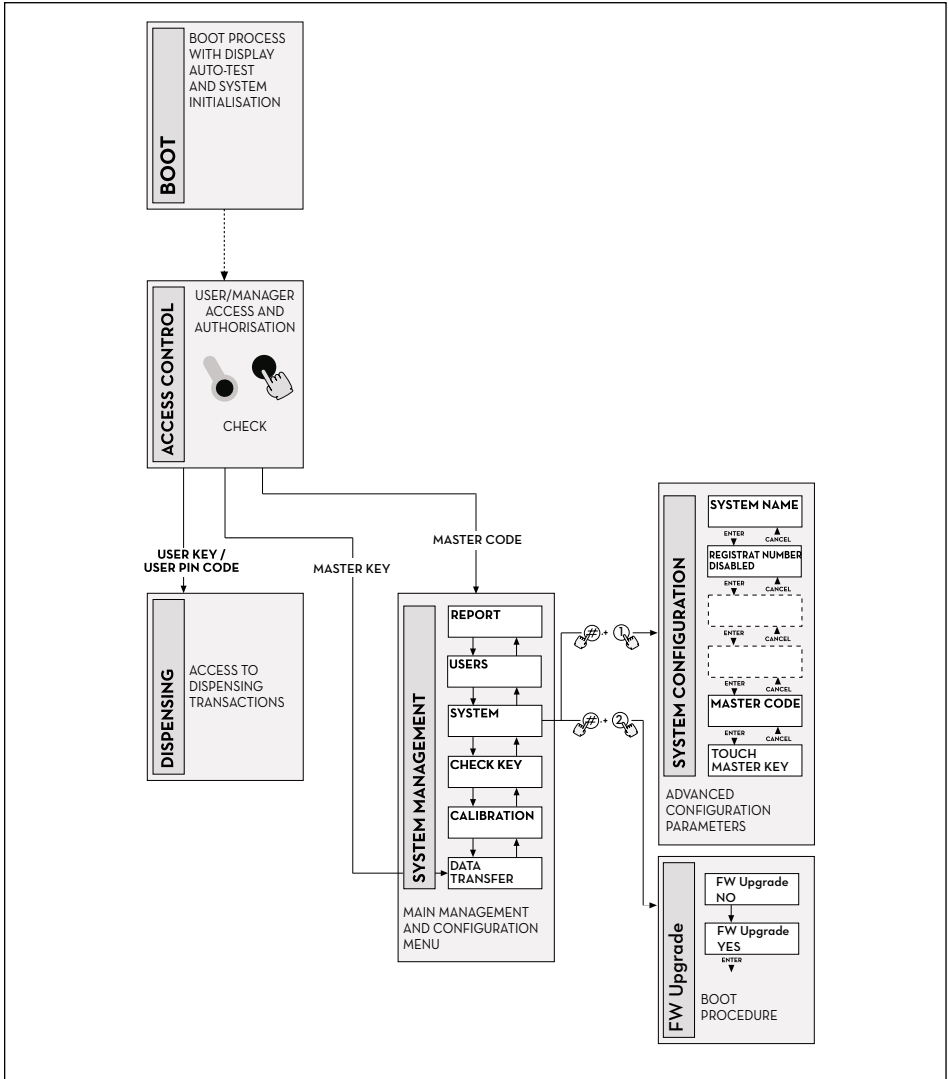 BOOT
BOOT PROCESS
WITH DISPLAY
AUTO-TEST
AND SYSTEM
INITIALISATION
ACCESS CONTROL
USER/MANAGER
ACCESS AND
AUTHORISATION
CHECK
USER KEY /
USER PIN CODE
MASTER KEY
MASTER CODE
DISPENSING
ACCESS TO
DISPENSING
TRANSACTIONS
SYSTEM MANAGEMENT
REPORT
USERS
SYSTEM
CHECK KEY
CALIBRATION
DATA
TRANSFER
MAIN MANAGEMENT
AND CONFIGURATION
MENU
# + 1
# + 2
SYSTEM CONFIGURATION
SYSTEM NAME
ENTER CANCEL
REGISTRAT NUMBER
DISABLED
ENTER CANCEL
ENTER CANCEL
ENTER CANCEL
MASTER CODE
ENTER CANCEL
TOUCH
MASTER KEY
ADVANCED
CONFIGURATION
PARAMETERS
FW Upgrade
FW Upgrade
NO
FW Upgrade
YES
ENTER
BOOT
PROCEDURE